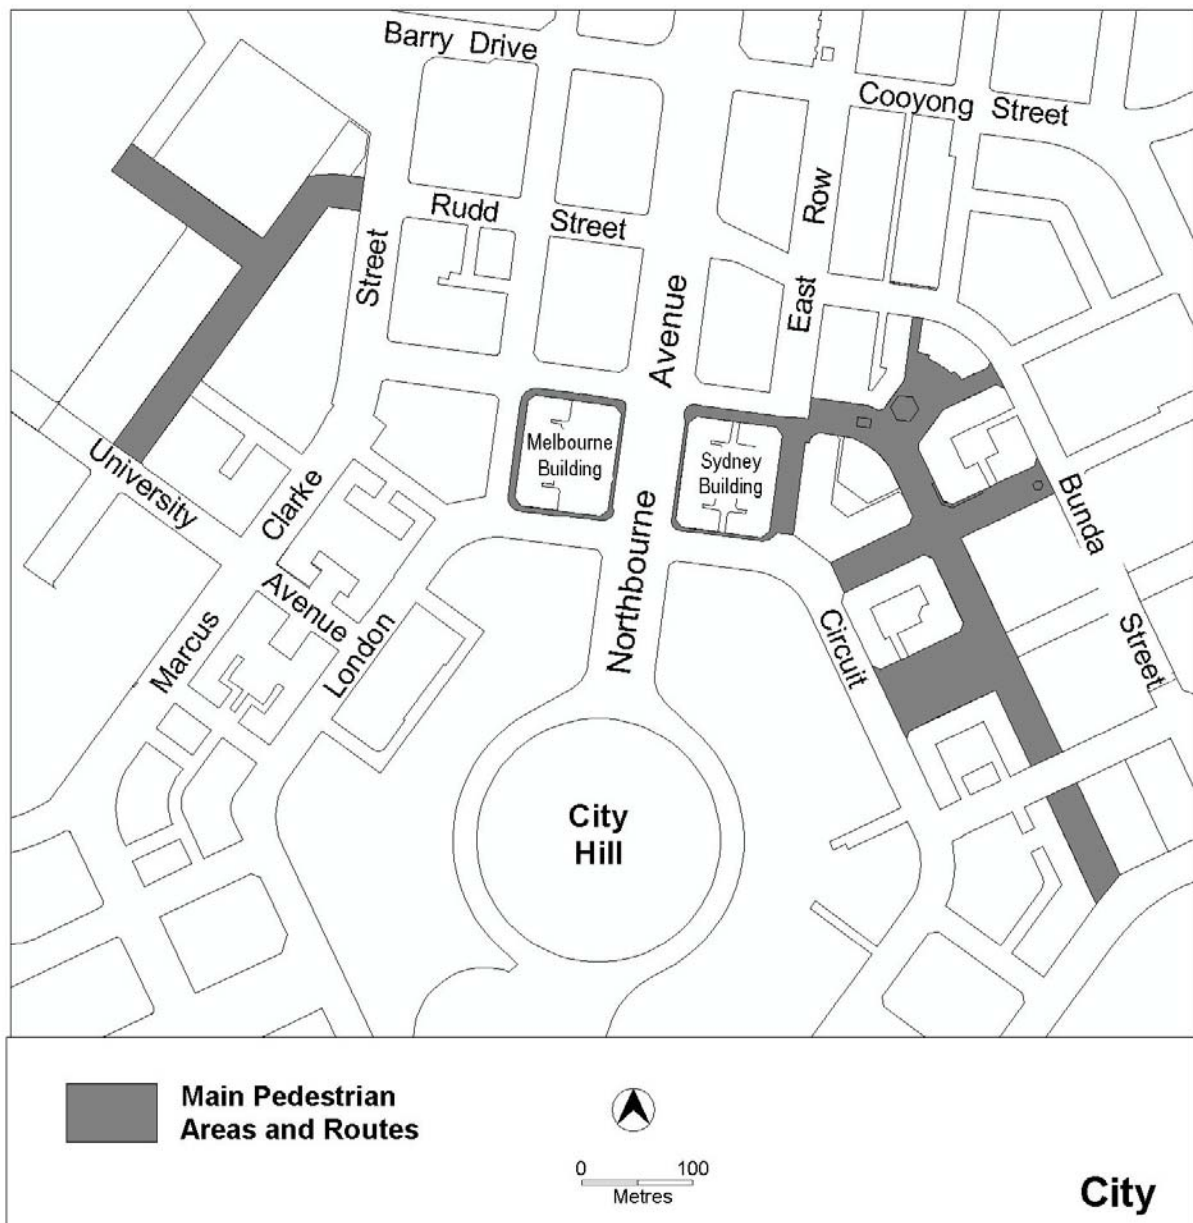 Barry Drive
Cooyong Street
Rudd Street
Row
East
Street
Avenue
Melbourne
Building
Sydney
Building
University
Avenue
Clarke
Marcus
London
Northbourne
Circuit
Bunda
Street
City
Hill
Main Pedestrian
Areas and Routes
0 100
Metres
City